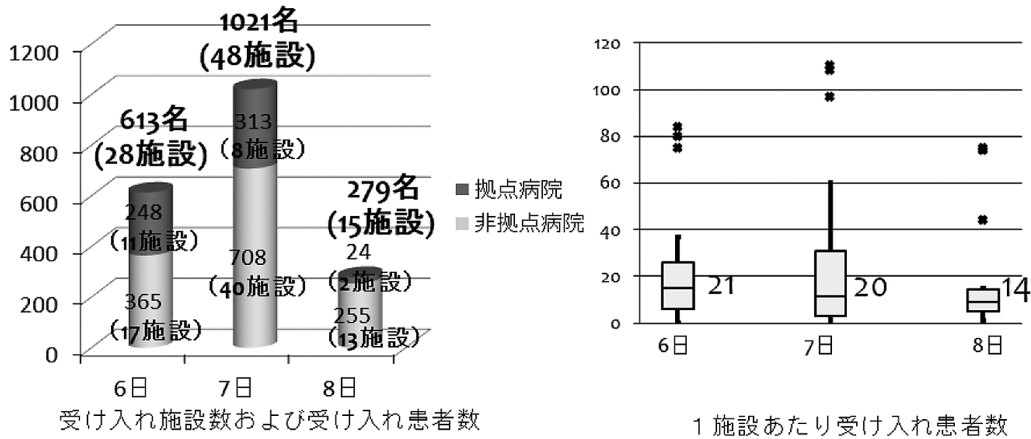 1021名
(48施設)
1200
1000
800
600
400
200
0
613名
(28施設)
279名
(15施設)
313
(8施設)
248
(11施設)
708
(40施設)
365
(17施設)
24
(2施設)
255
(13施設)
拠点病院
非拠点病院
6日
7日
8日
受け入れ施設数および受け入れ患者数
120
100
80
60
40
20
0
21
20
14
6日
7日
8日
1施設あたり受け入れ患者数